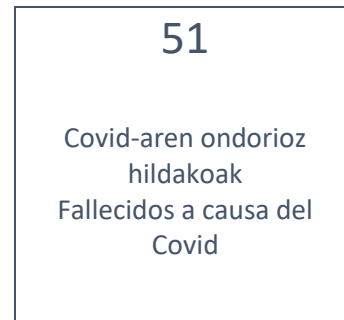 51
Covid-aren ondorioz
hildakoak
Fallecidos a causa del
Covid